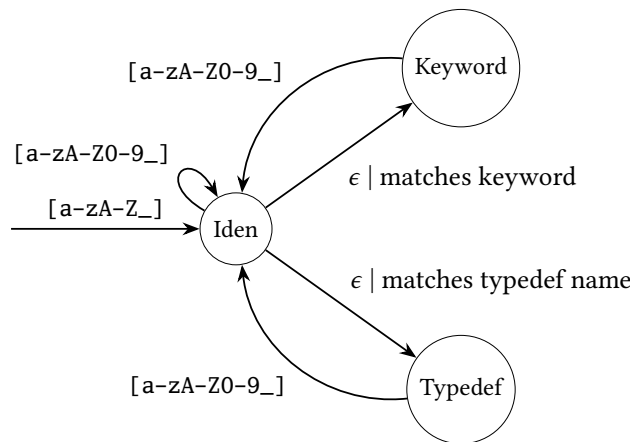 [a-zA-Z0-9_]
Keyword
[a-zA-Z0-9_]
ϵ | matches keyword
[a-zA-Z_]
Iden
ϵ | matches typedef name
[a-zA-Z0-9_]
Typedef